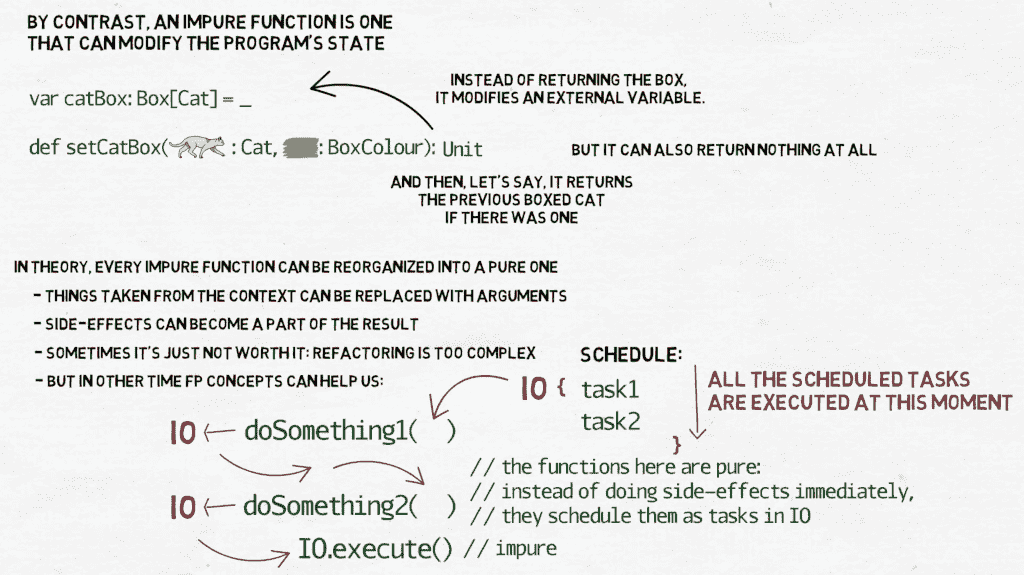 BY CONTRAST, AN IMPURE FUNCTION IS ONE
THAT CAN MODIFY THE PROGRAM'S STATE
INSTEAD OF RETURNING THE BOX,
IT MODIFIES AN EXTERNAL VARIABLE.
var catBox: Box[Cat] = _
def setCatBox( : Cat, : BoxColour): Unit
BUT IT CAN ALSO RETURN NOTHING AT ALL
AND THEN, LET'S SAY, IT RETURNS
THE PREVIOUS BOXED CAT
IF THERE WAS ONE
IN THEORY, EVERY IMPURE FUNCTION CAN BE REORGANIZED INTO A PURE ONE
- THINGS TAKEN FROM THE CONTEXT CAN BE REPLACED WITH ARGUMENTS
- SIDE-EFFECTS CAN BECOME A PART OF THE RESULT
- SOMETIMES IT'S JUST NOT WORTH IT: REFACTORING IS TOO COMPLEX
- BUT IN OTHER TIME FP CONCEPTS CAN HELP US:
SCHEDULE:
IO { task1
task2
}
ALL THE SCHEDULED TASKS
ARE EXECUTED AT THIS MOMENT
IO doSomething1( )
IO doSomething2( )
// the functions here are pure:
// instead of doing side-effects immediately,
// they schedule them as tasks in IO
IO.execute() // impure